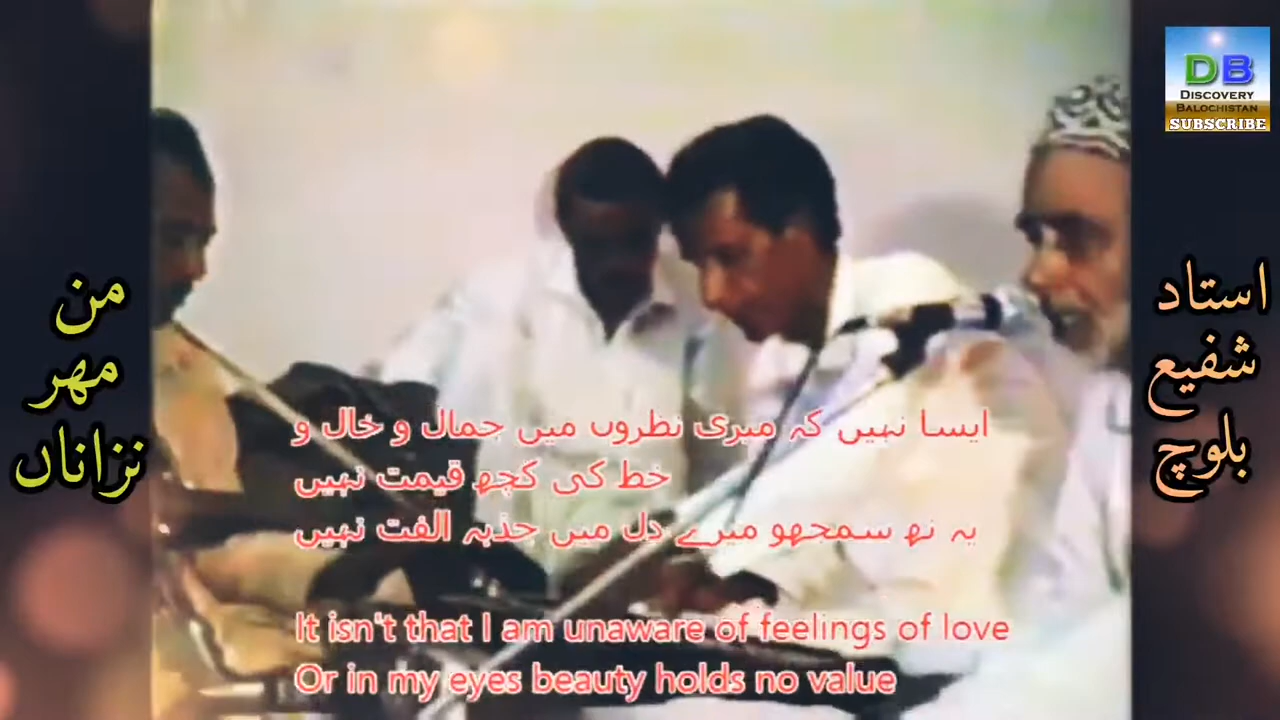 DB
DISCOVERY
BALOCHISTAN
SUBSCRIBE
من
مهر
نزاناں
استاد
شفیع
بلوچ
ایسا نہیں کہ میری نظروں میں جمال و خال و
خط کی کچھ قیمت نہیں
یہ نھ سمجھو میرے دل میں جذبہ الفت نہیں
It isn't that I am unaware of feelings of love
Or in my eyes beauty holds no value